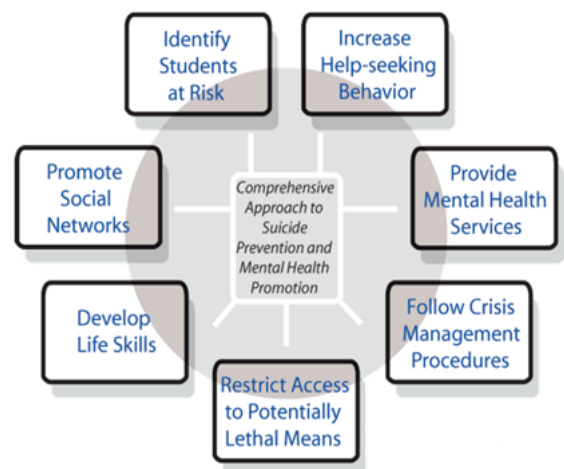 Identify
Students
at Risk
Increase
Help-seeking
Behavior
Promote
Social
Networks
Comprehensive
Approach to
Suicide
Prevention and
Mental Health
Promotion
Provide
Mental Health
Services
Develop
Life Skills
Follow Crisis
Management
Procedures
Restrict Access
to Potentially
Lethal Means